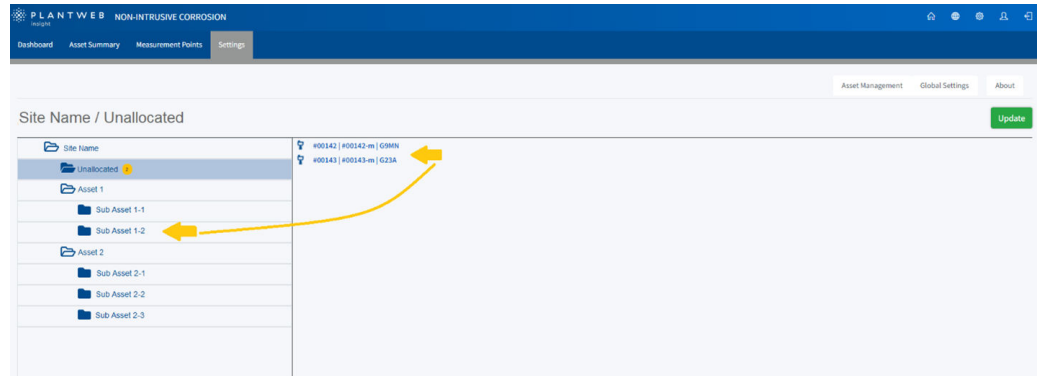 PLANTWEB NON-INTRUSIVE CORROSION
insight
Dashboard Asset Summary Measurement Points Settings
Asset Management Global Settings About
Site Name / Unallocated
Update
Site Name
Unallocated 2
Asset 1
Sub Asset 1-1
Sub Asset 1-2
Asset 2
Sub Asset 2-1
Sub Asset 2-2
Sub Asset 2-3
#00142 | #00142-m | G9MN
#00143 | #00143-m | G23A